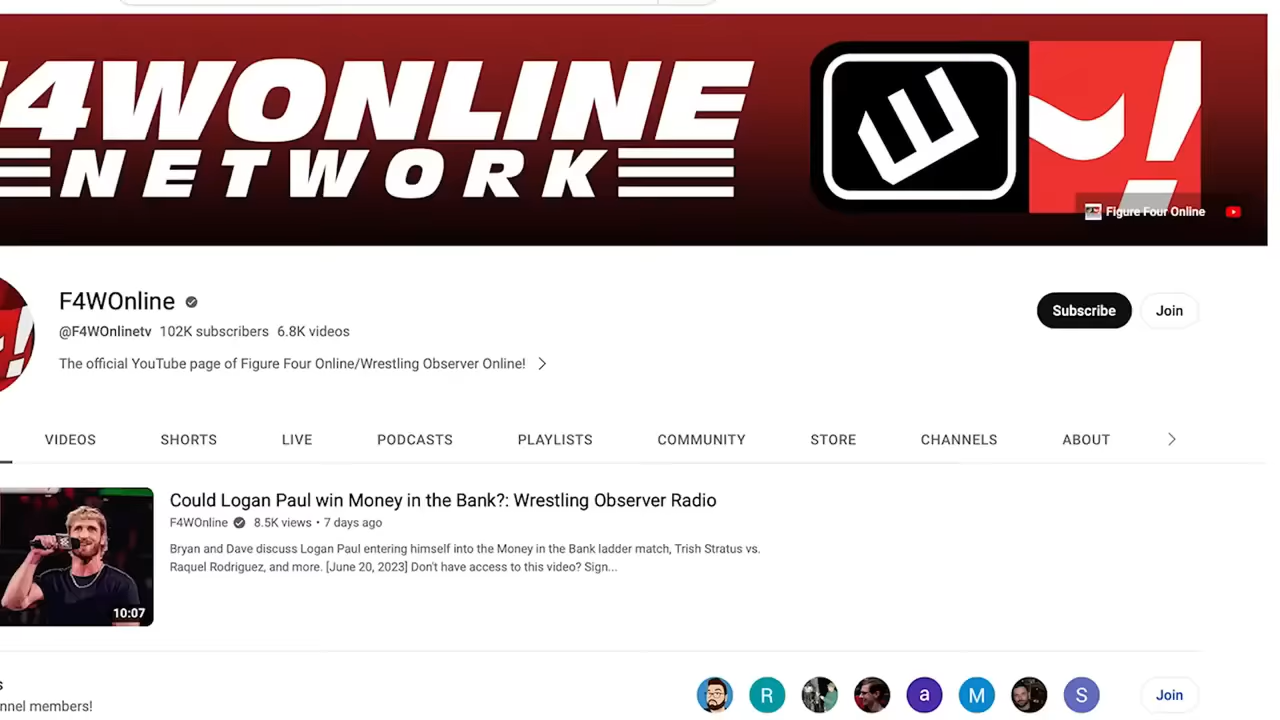 F4WONLINE
NETWORK
Figure Four Online
F4WOnline
@F4WOnlinetv 102K subscribers 6.8K videos
The official YouTube page of Figure Four Online/Wrestling Observer Online!
Subscribe
Join
VIDEOS SHORTS LIVE PODCASTS PLAYLISTS COMMUNITY STORE CHANNELS ABOUT
Could Logan Paul win Money in the Bank?: Wrestling Observer Radio
F4WOnline 8.5K views • 7 days ago
Bryan and Dave discuss Logan Paul entering himself into the Money in the Bank ladder match, Trish Stratus vs.
Raquel Rodriguez, and more. [June 20, 2023] Don't have access to this video? Sign...
10:07
R a M S
Join
nnel members!